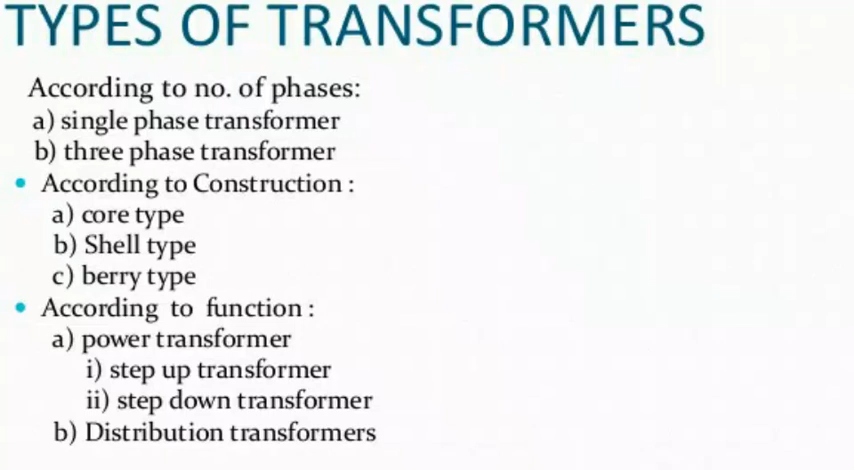 TYPES OF TRANSFORMERS
According to no. of phases:
a) single phase transformer
b) three phase transformer
• According to Construction :
a) core type
b) Shell type
c) berry type
• According to function :
a) power transformer
i) step up transformer
ii) step down transformer
b) Distribution transformers